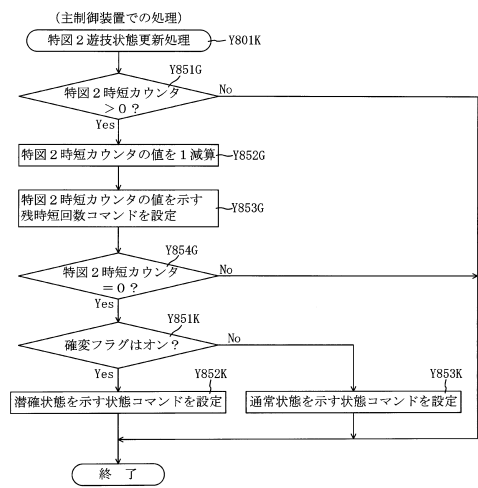 (主制御装置での処理)
特図２遊技状態更新処理
Y801K
Y851G
特図２時短カウンタ
＞０？
No
Yes
特図２時短カウンタの値を１減算
Y852G
特図２時短カウンタの値を示す
残時短回数コマンドを設定
Y853G
Y854G
特図２時短カウンタ
＝０？
No
Yes
Y851K
確変フラグはオン？
No
Yes
Y852K
潜確状態を示す状態コマンドを設定
Y853K
通常状態を示す状態コマンドを設定
終 了